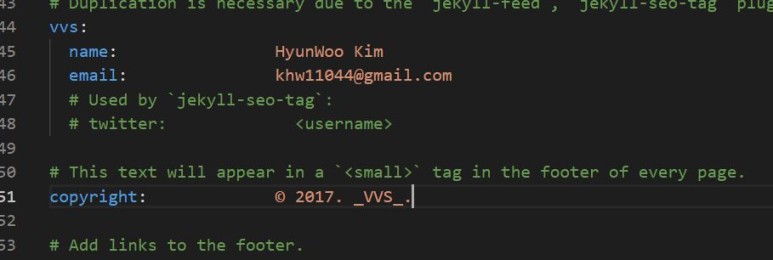 43 # Duplication is necessary due to the `jekyll-feed`, `jekyll-seo-tag` plug
44 vvs:
45 name: HyunWoo Kim
46 email: khw11044@gmail.com
47 # Used by `jekyll-seo-tag`:
48 # twitter: <username>
49
50 # This text will appear in a `<small>` tag in the footer of every page.
51 copyright: © 2017. _VVS_.
52
53 # Add links to the footer.